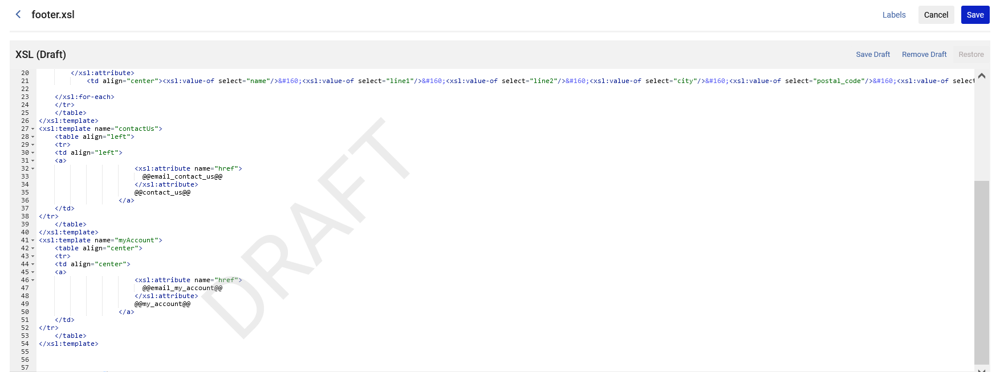 footer.xsl
Labels
Cancel
Save
XSL (Draft)
Save Draft
Remove Draft
Restore
20 </xsl:attribute>
21 <td align="center"><xsl:value-of select="name"/>&#160;<xsl:value-of select="line1"/>&#160;<xsl:value-of select="line2"/>&#160;<xsl:value-of select="city"/>&#160;<xsl:value-of select="postal_code"/>&#160;<xsl:value-of select
22
23 </xsl:for-each>
24 </tr>
25 </table>
26 </xsl:template>
27 <xsl:template name="contactUs">
28 <table align="left">
29 <tr>
30 <td align="left">
31 <a>
32 <xsl:attribute name="href">
33 @@email_contact_us@@
34 </xsl:attribute>
35 @@contact_us@@
36 </a>
37 </td>
38 </tr>
39 </table>
40 </xsl:template>
41 <xsl:template name="myAccount">
42 <table align="center">
43 <tr>
44 <td align="center">
45 <a>
46 <xsl:attribute name="href">
47 @@email_my_account@@
48 </xsl:attribute>
49 @@my_account@@
50 </a>
51 </td>
52 </tr>
53 </table>
54 </xsl:template>
55
56
57
DRAFT